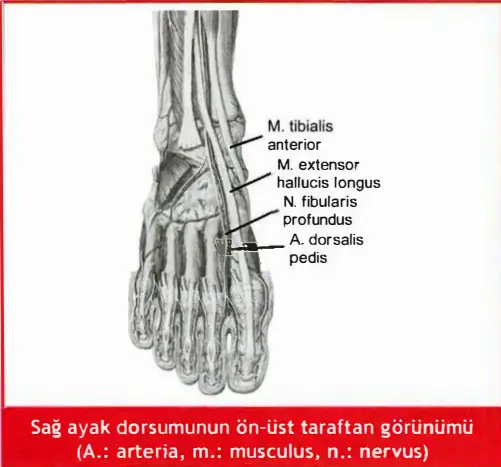 M. tibialis
anterior
M. extensor
hallucis longus
N. fibularis
profundus
A. dorsalis
pedis
Sağ ayak dorsumunun ön-üst taraftan görünümü
(A.: arteria, m.: musculus, n.: nervus)